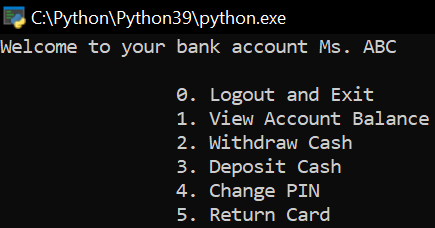 C:\Python\Python39\python.exe
Welcome to your bank account Ms. ABC
0. Logout and Exit
1. View Account Balance
2. Withdraw Cash
3. Deposit Cash
4. Change PIN
5. Return Card